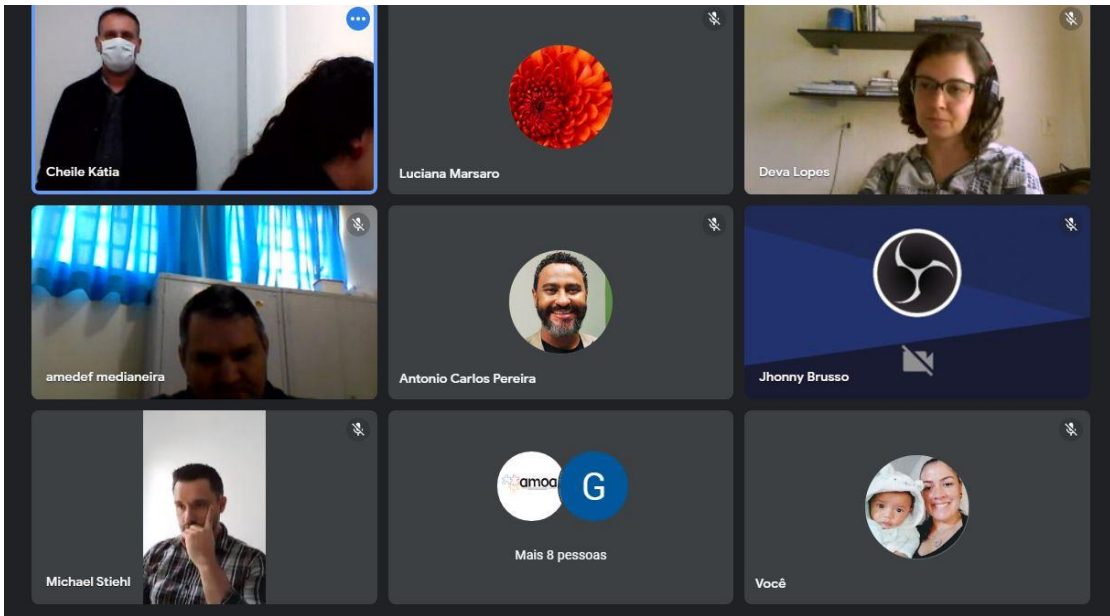 Cheile Kátia
Luciana Marsaro
Deva Lopes
amedef medianeira
Antonio Carlos Pereira
Jhonny Brusso
Michael Stiehl
amoa
G
Mais 8 pessoas
Você